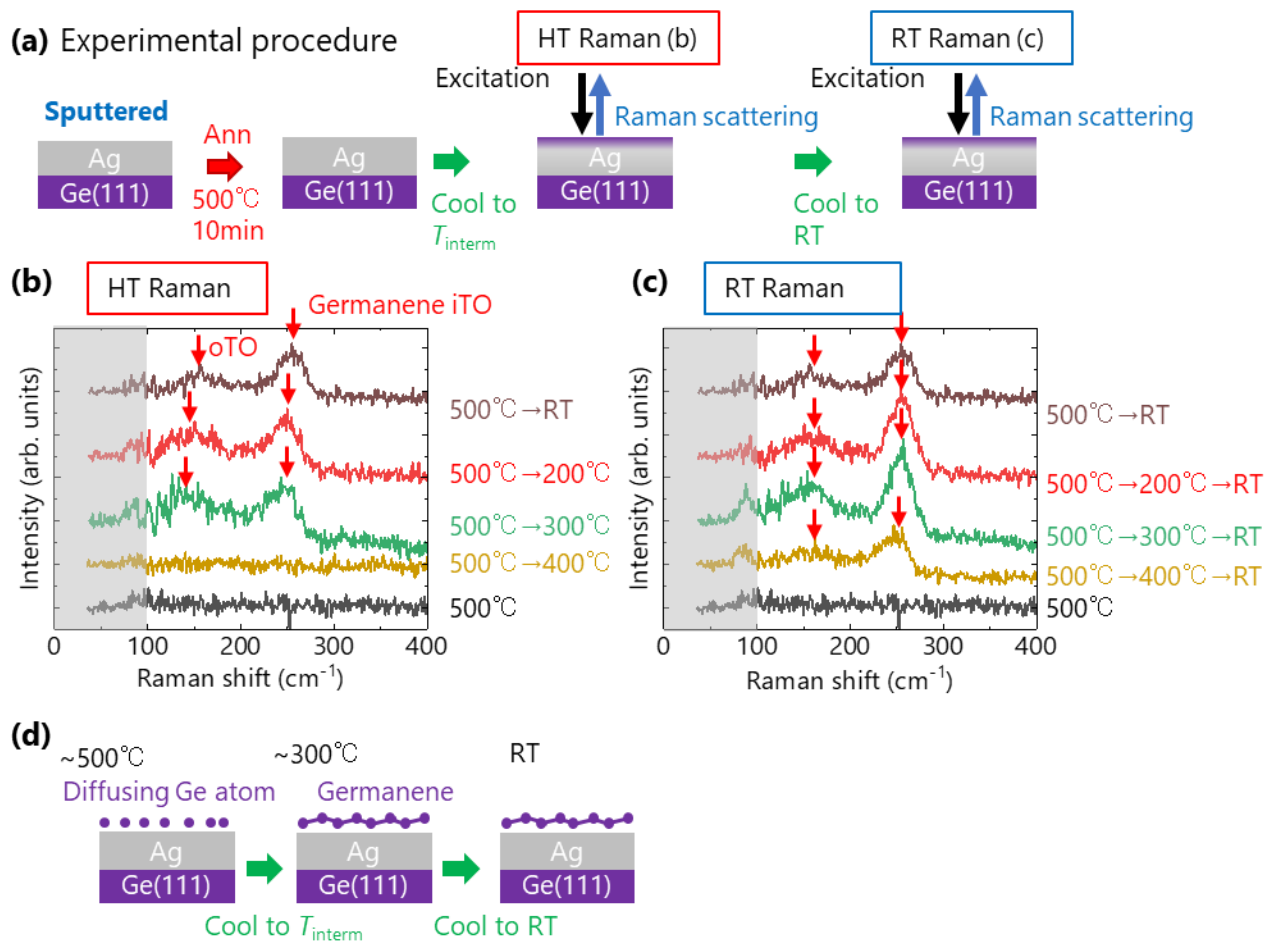 (a) Experimental procedure
HT Raman (b)
RT Raman (c)
Excitation
Raman scattering
Excitation
Raman scattering
Sputtered
Ag
Ge(111)
Ann
500℃
10min
Ag
Ge(111)
Cool to
Tinterm
Ag
Ge(111)
Cool to
RT
Ag
Ge(111)
(b)
HT Raman
Germanene iTO
oTO
Intensity (arb. units)
500℃→RT
500℃→200℃
500℃→300℃
500℃→400℃
500℃
0 100 200 300 400
Raman shift (cm-1)
(c)
RT Raman
Intensity (arb. units)
500℃→RT
500℃→200℃→RT
500℃→300℃→RT
500℃→400℃→RT
500℃
0 100 200 300 400
Raman shift (cm-1)
(d)
~500℃
Diffusing Ge atom
Ag
Ge(111)
Cool to Tinterm
~300℃
Germanene
Ag
Ge(111)
Cool to RT
RT
Ag
Ge(111)